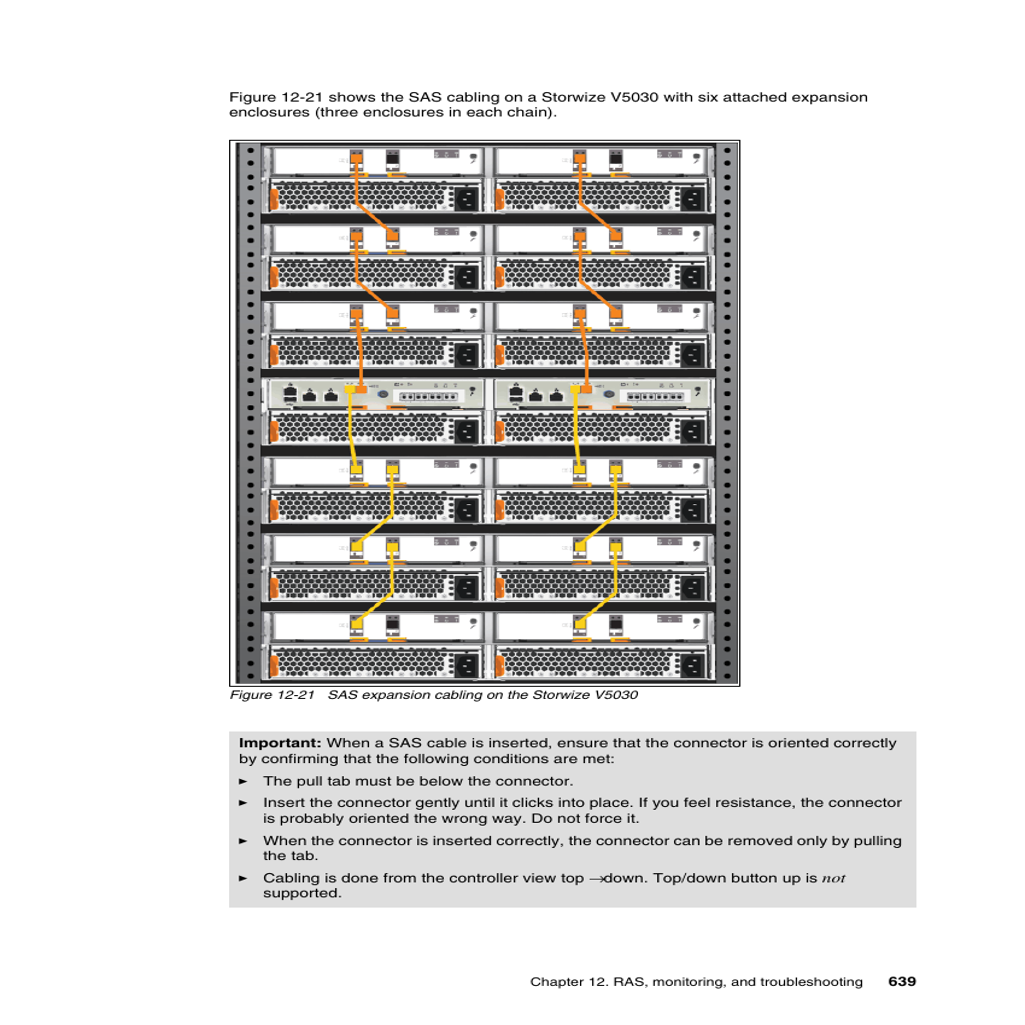 Figure 12-21 shows the SAS cabling on a Storwize V5030 with six attached expansion
enclosures (three enclosures in each chain).
Figure 12-21   SAS expansion cabling on the Storwize V5030
Important: When a SAS cable is inserted, ensure that the connector is oriented correctly
by confirming that the following conditions are met:
► The pull tab must be below the connector.
► Insert the connector gently until it clicks into place. If you feel resistance, the connector
is probably oriented the wrong way. Do not force it.
► When the connector is inserted correctly, the connector can be removed only by pulling
the tab.
► Cabling is done from the controller view top →down. Top/down button up is not
supported.
Chapter 12. RAS, monitoring, and troubleshooting   639